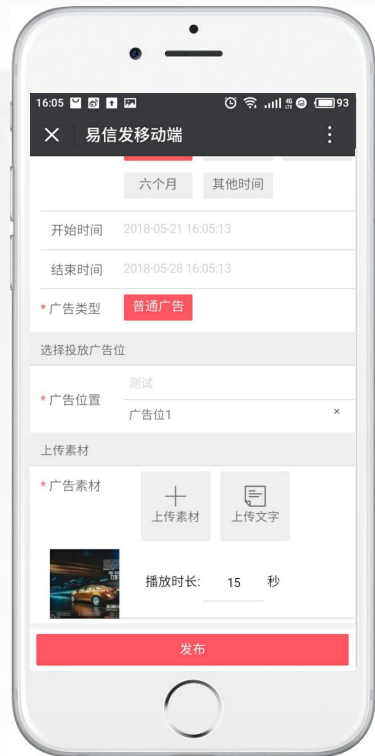 16:05
93
易信发移动端
六个月 其他时间
开始时间 2018-05-21 16:05:13
结束时间 2018-05-28 16:05:13
* 广告类型 普通广告
选择投放广告位
测试
* 广告位置
广告位1 ×
上传素材
* 广告素材
上传素材 上传文字
播放时长: 15 秒
发布